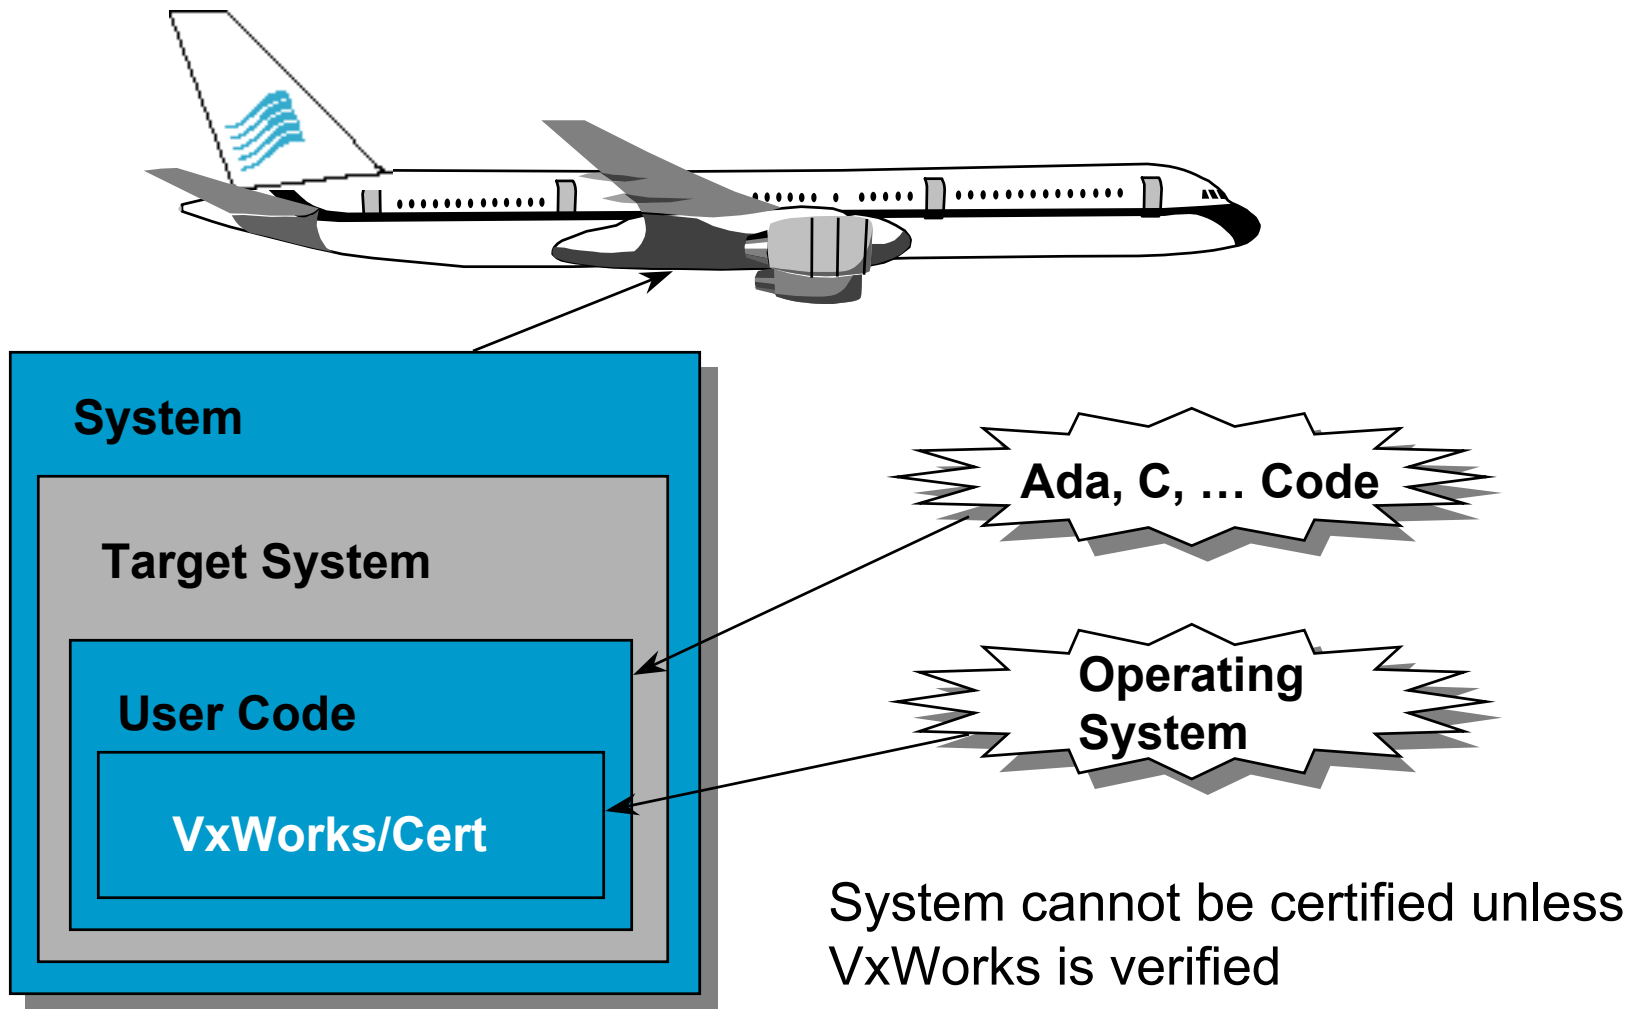 System
Target System
User Code
VxWorks/Cert
Ada, C, … Code
Operating
System
System cannot be certified unless
VxWorks is verified